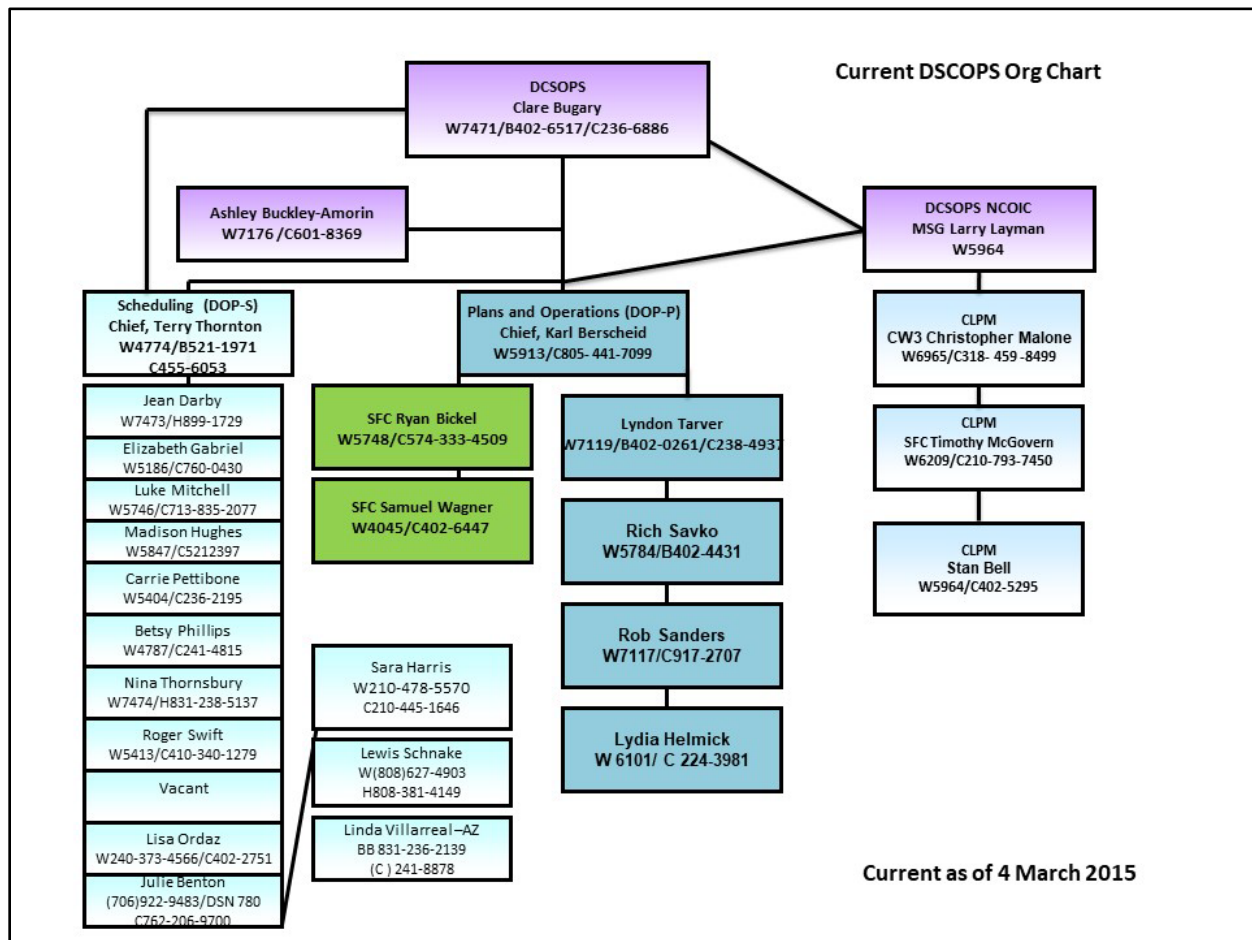 Current DSCOPS Org Chart
DCSOPS
Clare Bugary
W7471/B402-6517/C236-6886
Ashley Buckley-Amorin
W7176 /C601-8369
DCSOPS NCOIC
MSG Larry Layman
W5964
Scheduling (DOP-S)
Chief, Terry Thornton
W4774/B521-1971
C455-6053
Plans and Operations (DOP-P)
Chief, Karl Berscheid
W5913/C805- 441-7099
CLPM
CW3 Christopher Malone
W6965/C318- 459 -8499
Jean Darby
W7473/H899-1729
Elizabeth Gabriel
W5186/C760-0430
Luke Mitchell
W5746/C713-835-2077
Madison Hughes
W5847/C5212397
Carrie Pettibone
W5404/C236-2195
Betsy Phillips
W4787/C241-4815
Nina Thornsbury
W7474/H831-238-5137
Roger Swift
W5413/C410-340-1279
Vacant
Lisa Ordaz
W240-373-4566/C402-2751
Julie Benton
(706)922-9483/DSN 780
C762-206-9700
SFC Ryan Bickel
W5748/C574-333-4509
SFC Samuel Wagner
W4045/C402-6447
Sara Harris
W210-478-5570
C210-445-1646
Lewis Schnake
W(808)627-4903
H808-381-4149
Linda Villarreal –AZ
BB 831-236-2139
(C ) 241-8878
Lyndon Tarver
W7119/B402-0261/C238-4937
Rich Savko
W5784/B402-4431
Rob Sanders
W7117/C917-2707
Lydia Helmick
W 6101/ C 224-3981
CLPM
SFC Timothy McGovern
W6209/C210-793-7450
CLPM
Stan Bell
W5964/C402-5295
Current as of 4 March 2015